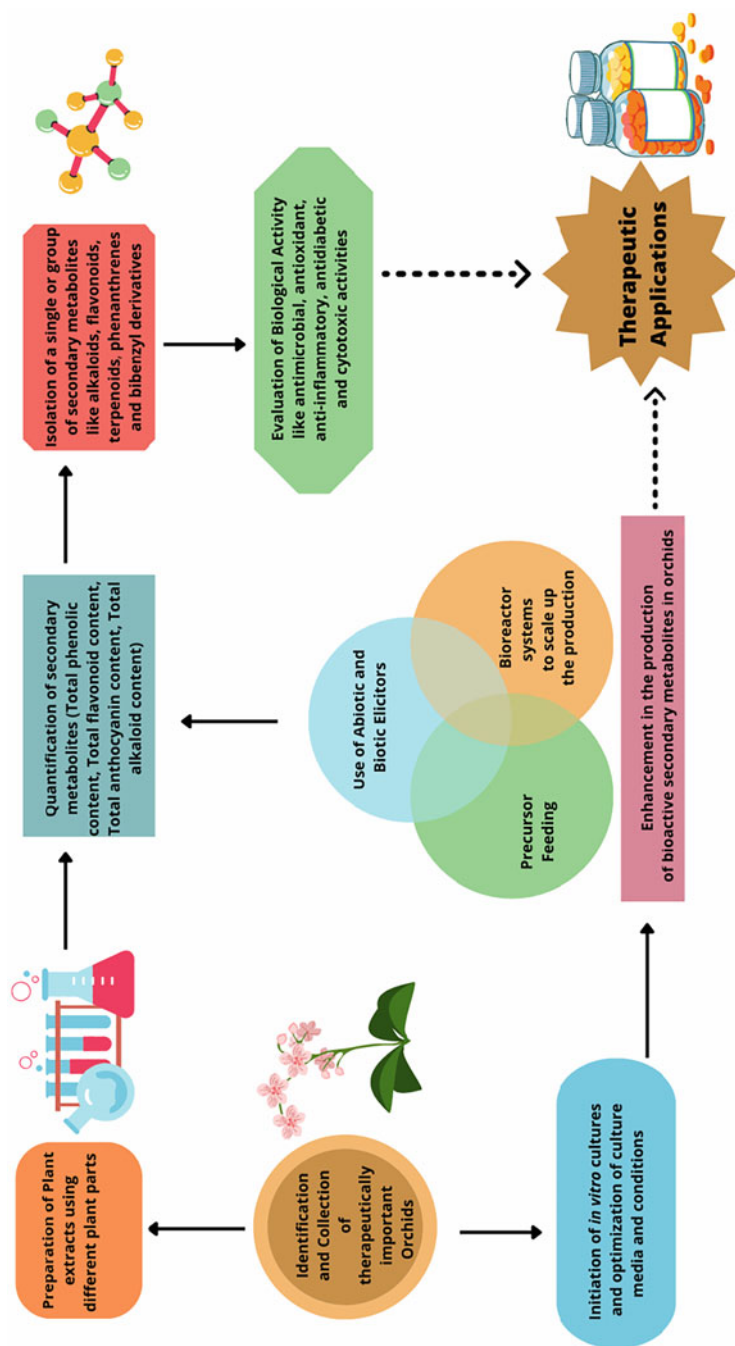 Preparation of Plant
extracts using
different plant parts
Quantification of secondary
metabolites (Total phenolic
content, Total flavonoid content,
Total anthocyanin content, Total
alkaloid content)
Isolation of a single or group
of secondary metabolites
like alkaloids, flavonoids,
terpenoids, phenanthrenes
and bibenzyl derivatives
Identification
and Collection
of
therapeutically
important
Orchids
Use of Abiotic and
Biotic Elicitors
Precursor
Feeding
Bioreactor
systems
to scale up
the production
Evaluation of Biological Activity
like antimicrobial, antioxidant,
anti-inflammatory, antidiabetic
and cytotoxic activities
Initiation of in vitro cultures
and optimization of culture
media and conditions
Enhancement in the production
of bioactive secondary metabolites in orchids
Therapeutic
Applications